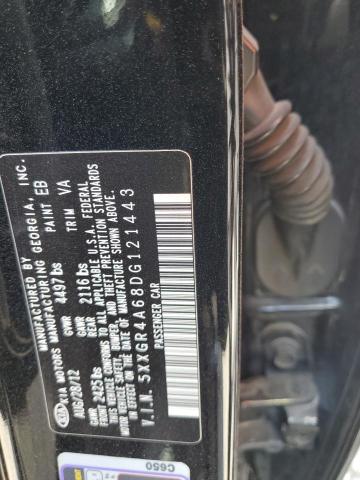 MANUFACTURED BY
KIA KIA MOTORS MANUFACTURING GEORGIA, INC.
AUG/28/12 GVWR 4497 lbs PAINT EB
GAWR FRONT 2425 lbs GAWR REAR 2116 lbs TRIM VA
THIS VEHICLE CONFORMS TO ALL APPLICABLE U.S.A. FEDERAL
MOTOR VEHICLE SAFETY, BUMPER, AND THEFT PREVENTION STANDARDS
IN EFFECT ON THE DATE OF MANUFACTURE SHOWN ABOVE.
V.I.N. 5XXGR4A68DG121443
PASSENGER CAR
C650